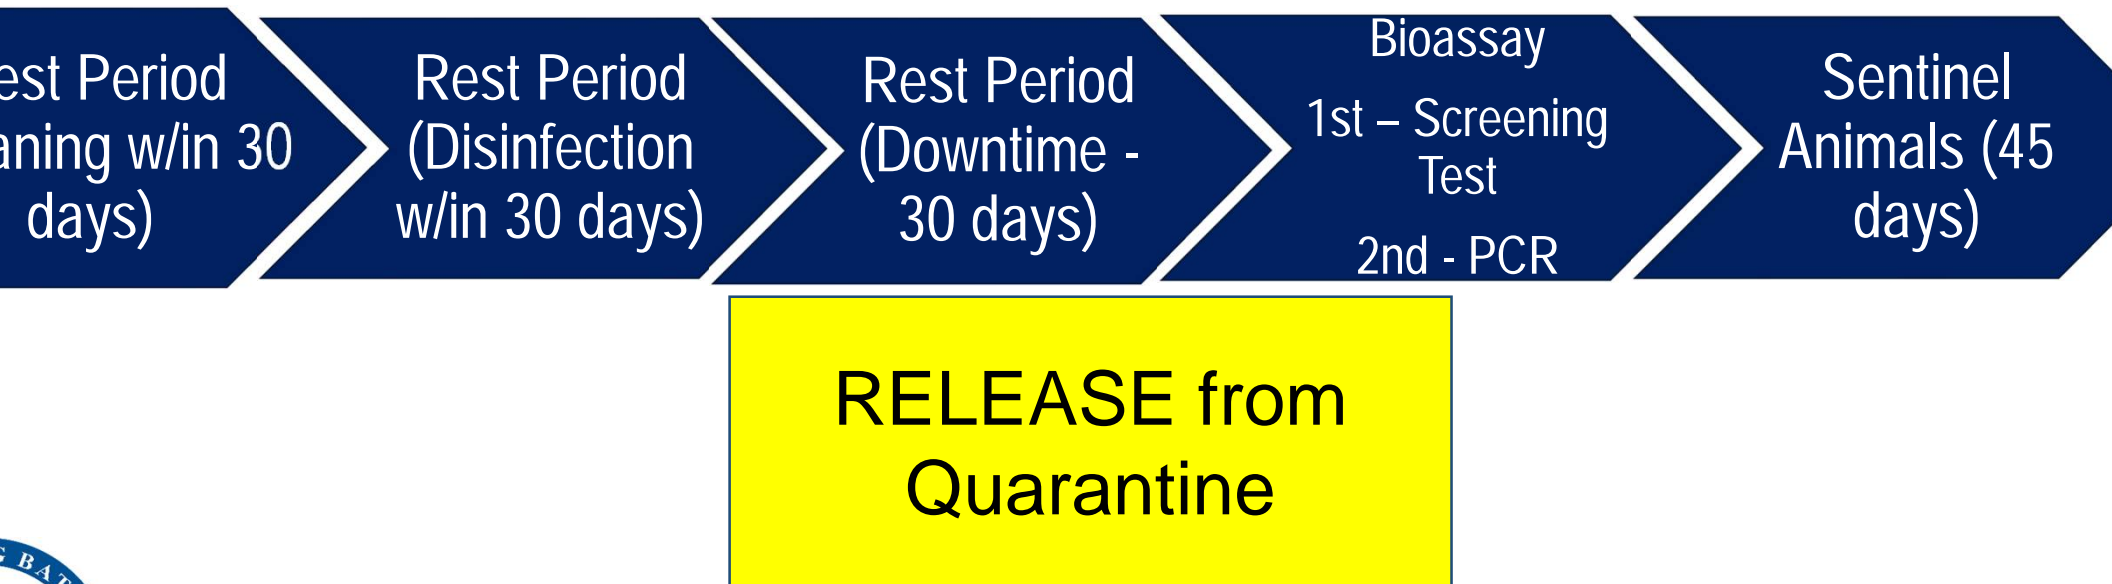 est Period
aning w/in 30
days)
Rest Period
(Disinfection
w/in 30 days)
Rest Period
(Downtime -
30 days)
Bioassay
1st – Screening
Test
2nd - PCR
Sentinel
Animals (45
days)
RELEASE from
Quarantine
G BAT